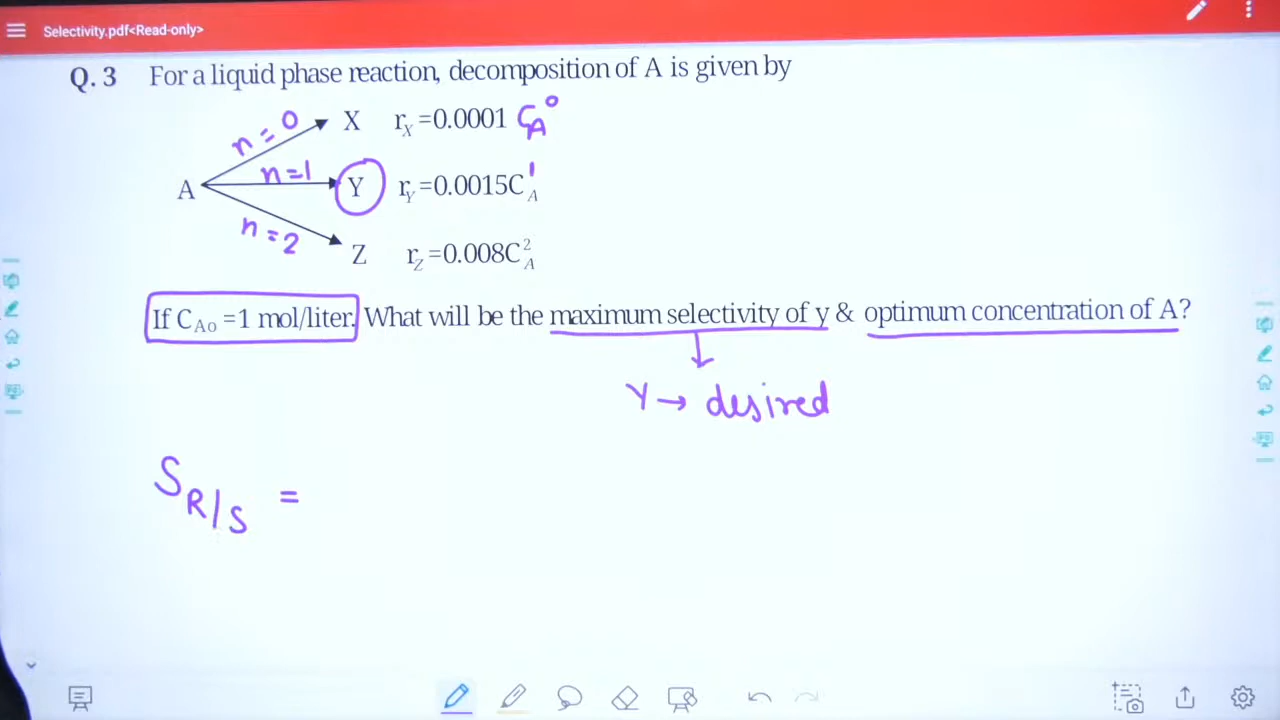 Selectivity.pdf<Read-only>
Q. 3 For a liquid phase reaction, decomposition of A is given by
n = 0 X r_X =0.0001 C_A^0
A n=1 Y r_Y =0.0015C_A^1
n = 2 Z r_Z =0.008C_A^2
If C_Ao =1 mol/liter. What will be the maximum selectivity of y & optimum concentration of A?
Y → desired
S_R/S =